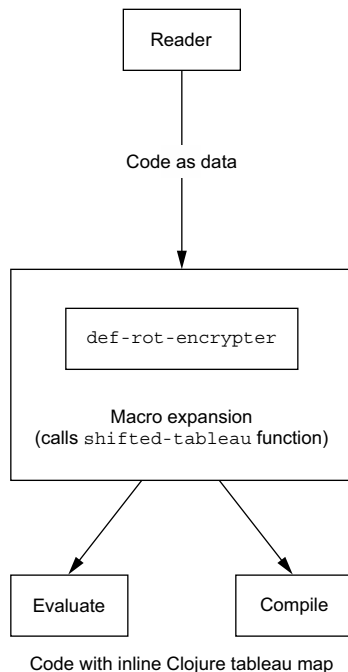 Reader
Code as data
def-rot-encrypter
Macro expansion
(calls shifted-tableau function)
Evaluate
Compile
Code with inline Clojure tableau map